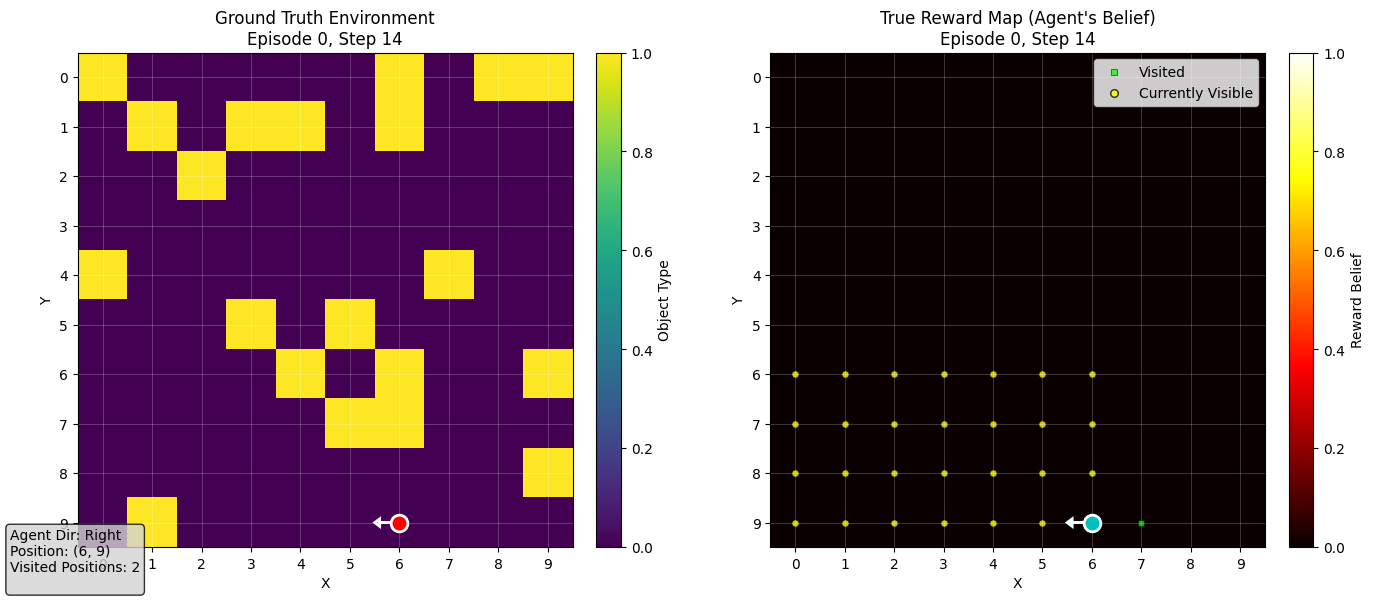 Ground Truth Environment
Episode 0, Step 14
True Reward Map (Agent's Belief)
Episode 0, Step 14
Visited
Currently Visible
0
1
2
3
4
5
6
7
8
9
Y
0 1 2 3 4 5 6 7 8 9
X
1.0
0.8
0.6
0.4
0.2
0.0
Object Type
Agent Dir: Right
Position: (6, 9)
Visited Positions: 2
0
1
2
3
4
5
6
7
8
9
Y
0 1 2 3 4 5 6 7 8 9
X
1.0
0.8
0.6
0.4
0.2
0.0
Reward Belief